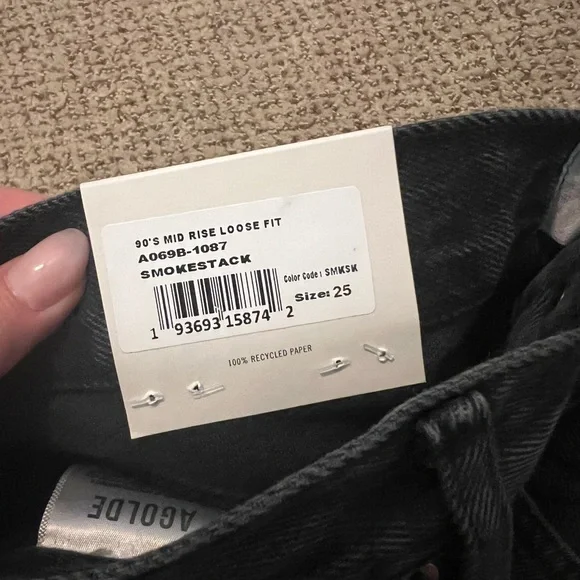 90'S MID RISE LOOSE FIT
A069B-1087
SMOKESTACK
Color Code: SMKSK
Size: 25
1 93693 15874 2
100% RECYCLED PAPER
AGOLDE